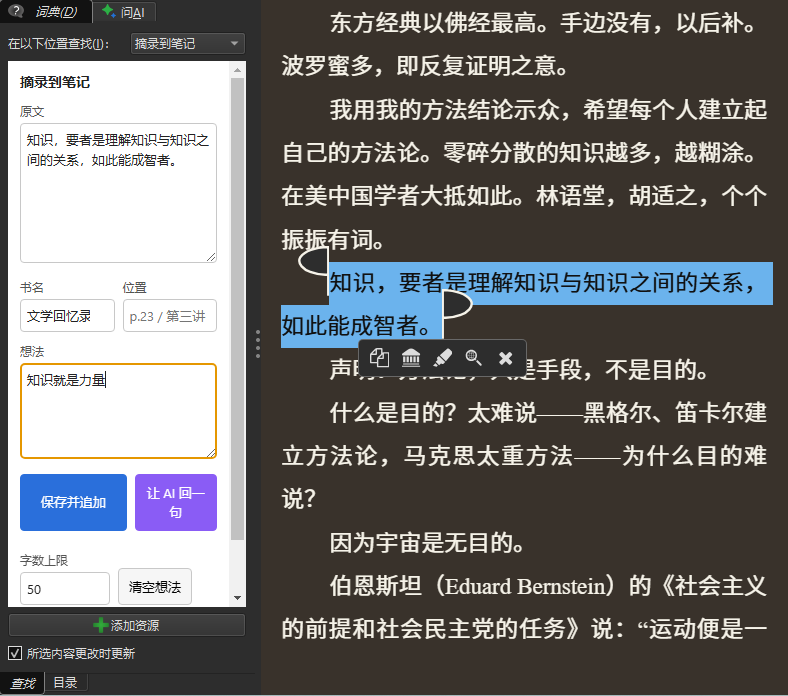 词典(D)
问AI
在以下位置查找(I)：
摘录到笔记
摘录到笔记
原文
知识，要者是理解知识与知识之
间的关系，如此能成智者。
书名
位置
文学回忆录
p.23 / 第三讲
想法
知识就是力量
保存并追加
让 AI 回一
句
字数上限
50
清空想法
添加资源
所选内容更改时更新
查找
目录
东方经典以佛经最高。手边没有，以后补。
波罗蜜多，即反复证明之意。
我用我的方法结论示众，希望每个人建立起
自己的方法论。零碎分散的知识越多，越糊涂。
在美中国学者大抵如此。林语堂，胡适之，个个
振振有词。
知识，要者是理解知识与知识之间的关系，
如此能成智者。
手段，不是目的。
什么是目的？太难说——黑格尔、笛卡尔建
立方法论，马克思太重方法——为什么目的难
说？
因为宇宙是无目的。
伯恩斯坦（Eduard Bernstein）的《社会主义
的前提和社会民主党的任务》说：“运动便是一